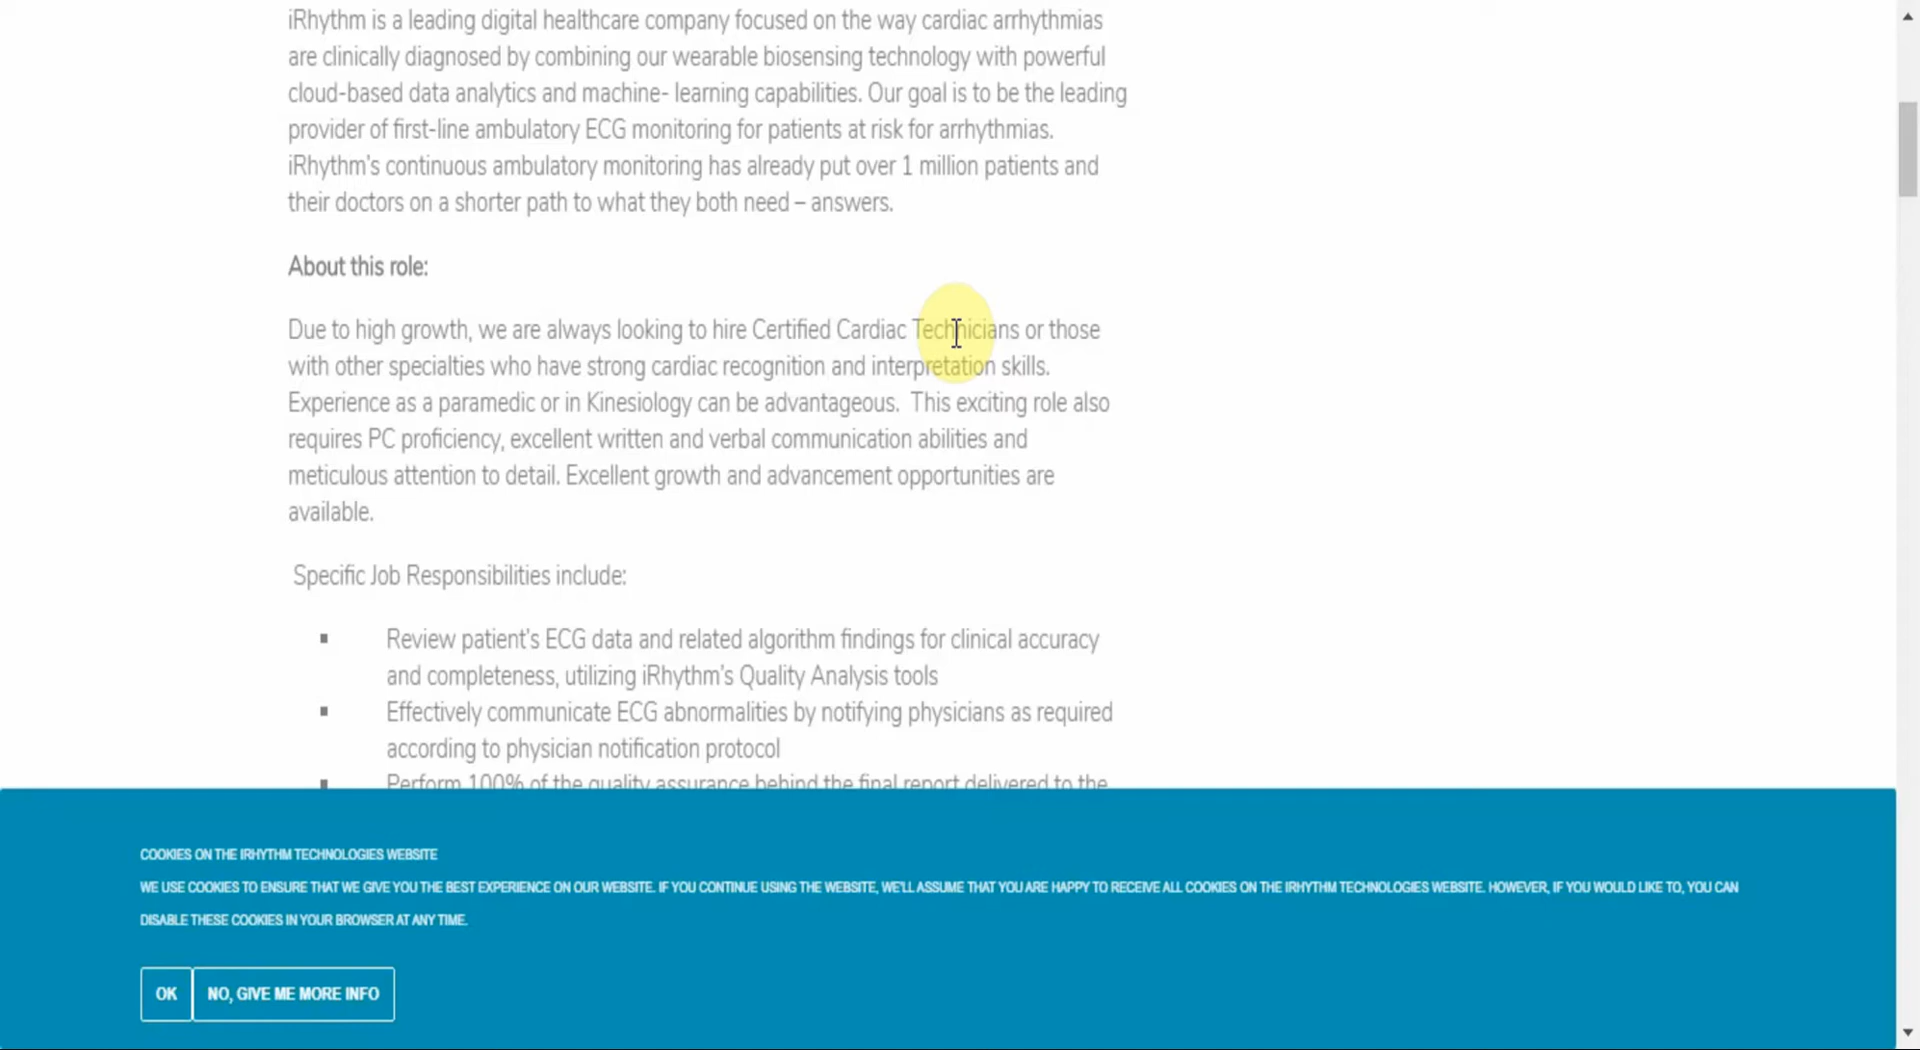 iRhythm is a leading digital healthcare company focused on the way cardiac arrhythmias
are clinically diagnosed by combining our wearable biosensing technology with powerful
cloud-based data analytics and machine- learning capabilities. Our goal is to be the leading
provider of first-line ambulatory ECG monitoring for patients at risk for arrhythmias.
iRhythm's continuous ambulatory monitoring has already put over 1 million patients and
their doctors on a shorter path to what they both need – answers.
About this role:
Due to high growth, we are always looking to hire Certified Cardiac Technicians or those
with other specialties who have strong cardiac recognition and interpretation skills.
Experience as a paramedic or in Kinesiology can be advantageous.  This exciting role also
requires PC proficiency, excellent written and verbal communication abilities and
meticulous attention to detail. Excellent growth and advancement opportunities are
available.
Specific Job Responsibilities include:
▪ Review patient's ECG data and related algorithm findings for clinical accuracy
and completeness, utilizing iRhythm's Quality Analysis tools
▪ Effectively communicate ECG abnormalities by notifying physicians as required
according to physician notification protocol
▪ Perform 100% of the quality assurance behind the final report delivered to the
COOKIES ON THE IRHYTHM TECHNOLOGIES WEBSITE
WE USE COOKIES TO ENSURE THAT WE GIVE YOU THE BEST EXPERIENCE ON OUR WEBSITE. IF YOU CONTINUE USING THE WEBSITE, WE'LL ASSUME THAT YOU ARE HAPPY TO RECEIVE ALL COOKIES ON THE IRHYTHM TECHNOLOGIES WEBSITE. HOWEVER, IF YOU WOULD LIKE TO, YOU CAN
DISABLE THESE COOKIES IN YOUR BROWSER AT ANY TIME.
OK NO, GIVE ME MORE INFO